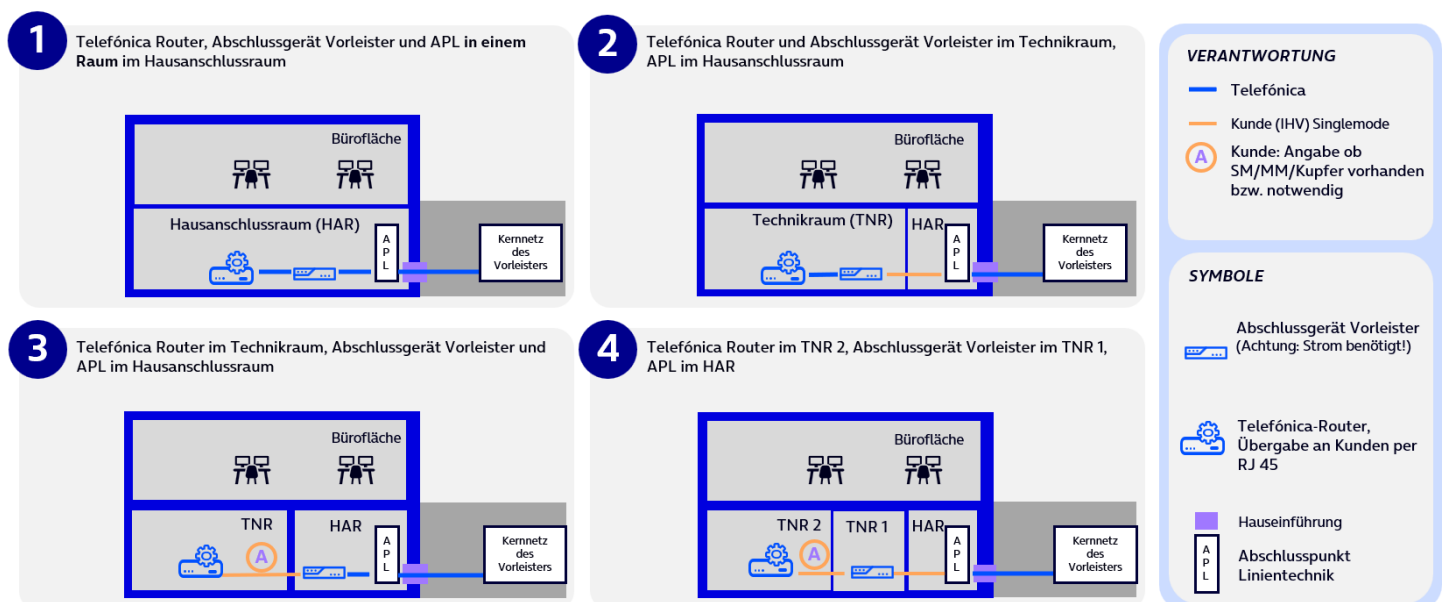 1
Telefónica Router, Abschlussgerät Vorleister und APL in einem
Raum im Hausanschlussraum
Bürofläche
Hausanschlussraum (HAR)
APL
Kernnetz
des
Vorleisters
2
Telefónica Router und Abschlussgerät Vorleister im Technikraum,
APL im Hausanschlussraum
Bürofläche
Technikraum (TNR)
HAR
APL
Kernnetz
des
Vorleisters
3
Telefónica Router im Technikraum, Abschlussgerät Vorleister und
APL im Hausanschlussraum
Bürofläche
TNR
HAR
A
APL
Kernnetz
des
Vorleisters
4
Telefónica Router im TNR 2, Abschlussgerät Vorleister im TNR 1,
APL im HAR
Bürofläche
TNR 2
TNR 1
HAR
A
APL
Kernnetz
des
Vorleisters
VERANTWORTUNG
Telefónica
Kunde (IHV) Singlemode
A
Kunde: Angabe ob
SM/MM/Kupfer vorhanden
bzw. notwendig
SYMBOLE
Abschlussgerät Vorleister
(Achtung: Strom benötigt!)
Telefónica-Router,
Übergabe an Kunden per
RJ 45
Hauseinführung
APL
Abschlusspunkt
Linientechnik